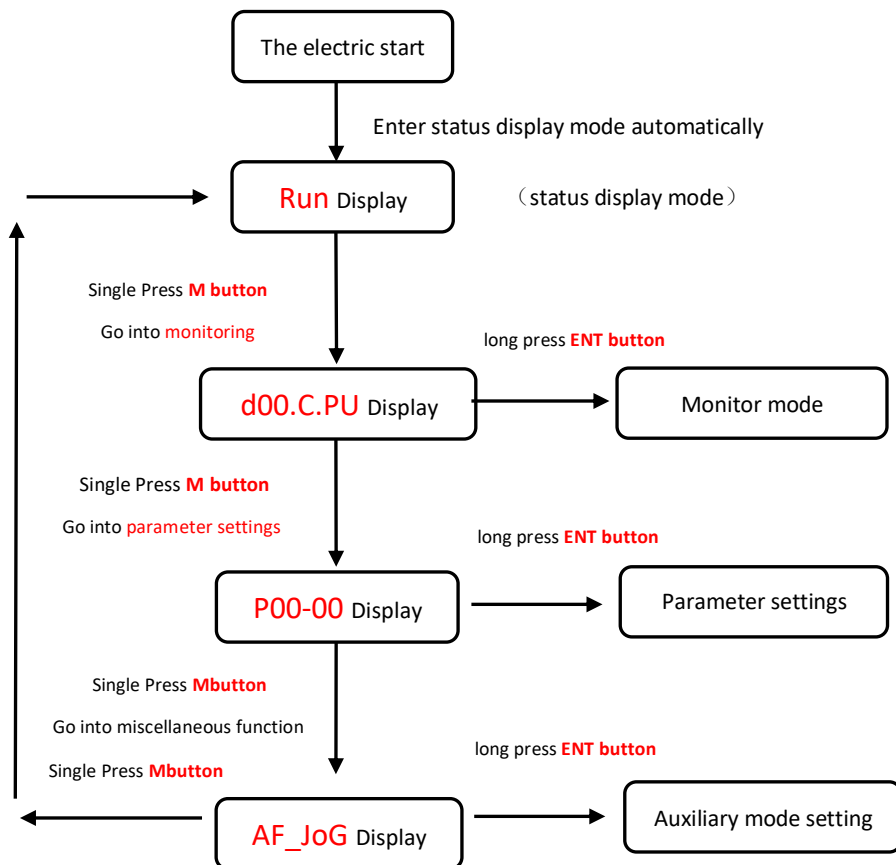 The electric start
Enter status display mode automatically
Run Display
（status display mode）
Single Press M button
Go into monitoring
long press ENT button
d00.C.PU Display
Monitor mode
Single Press M button
Go into parameter settings
long press ENT button
P00-00 Display
Parameter settings
Single Press Mbutton
Go into miscellaneous function
Single Press Mbutton
long press ENT button
AF_JoG Display
Auxiliary mode setting